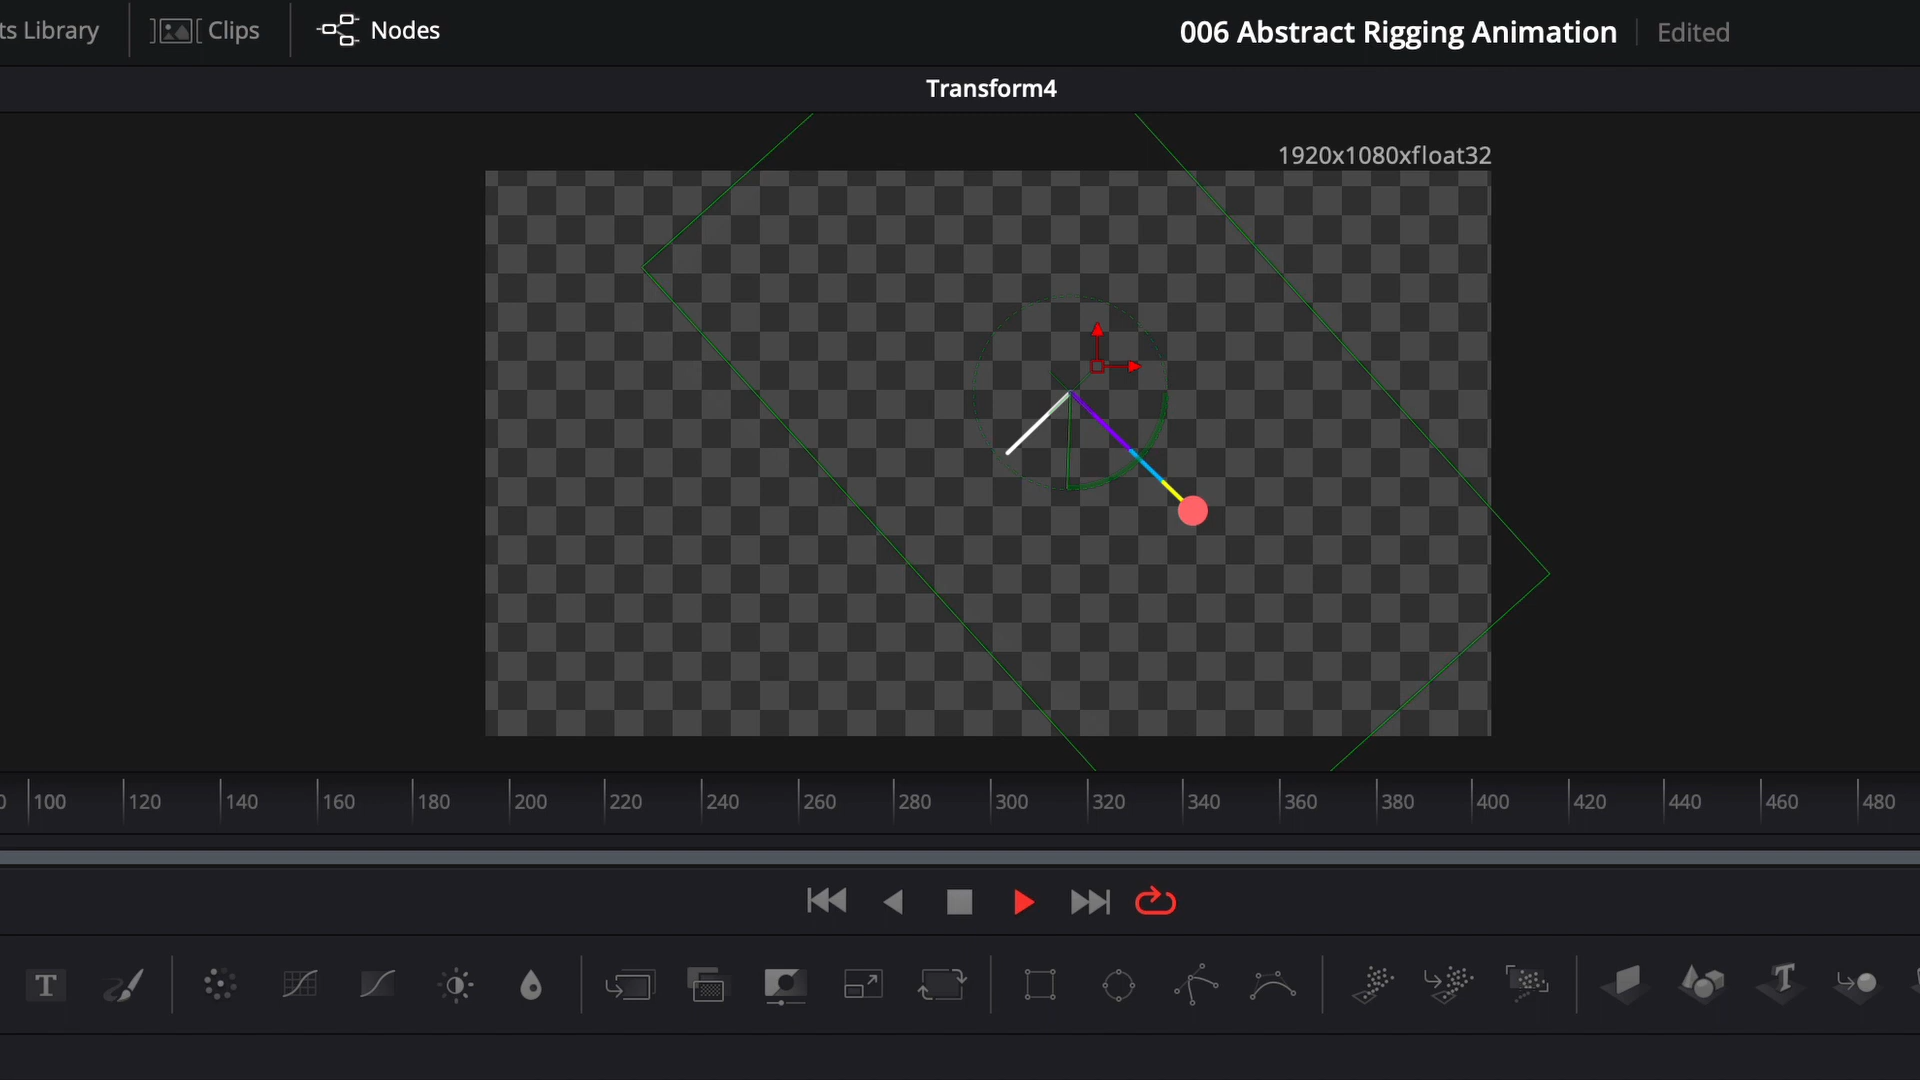 ts Library
Clips
Nodes
006 Abstract Rigging Animation
Edited
Transform4
1920x1080xfloat32
0 100 120 140 160 180 200 220 240 260 280 300 320 340 360 380 400 420 440 460 480
T
T